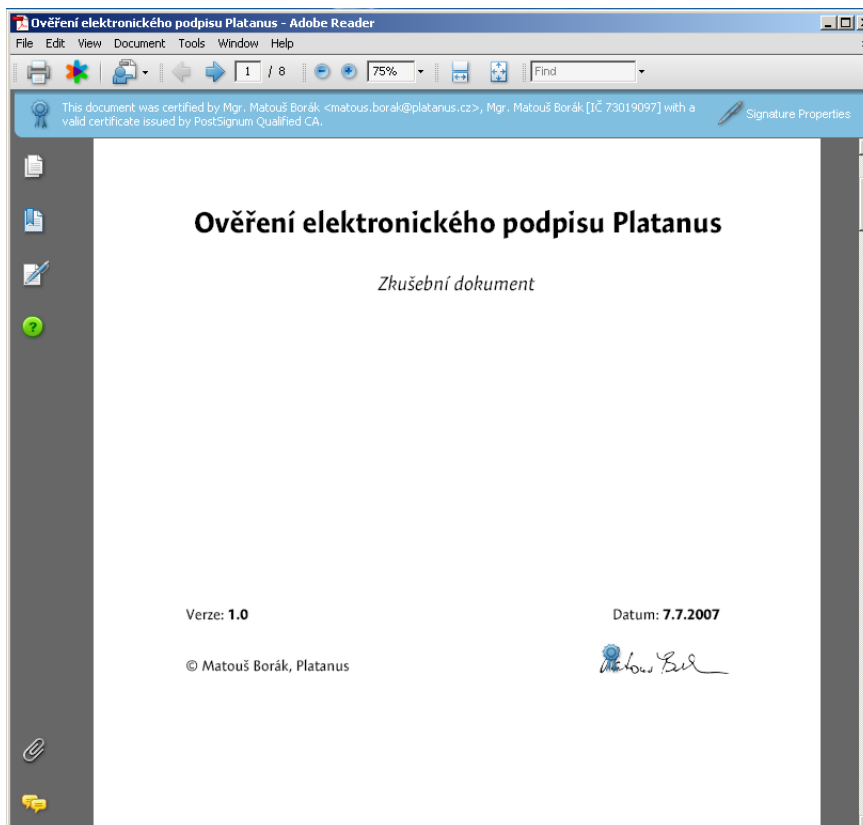 Ověření elektronického podpisu Platanus - Adobe Reader
File Edit View Document Tools Window Help
1 / 8 75% Find
This document was certified by Mgr. Matouš Borák <matous.borak@platanus.cz>, Mgr. Matouš Borák [IČ 73019097] with a
valid certificate issued by PostSignum Qualified CA.
Signature Properties
Ověření elektronického podpisu Platanus
Zkušební dokument
Verze: 1.0 Datum: 7.7.2007
© Matouš Borák, Platanus